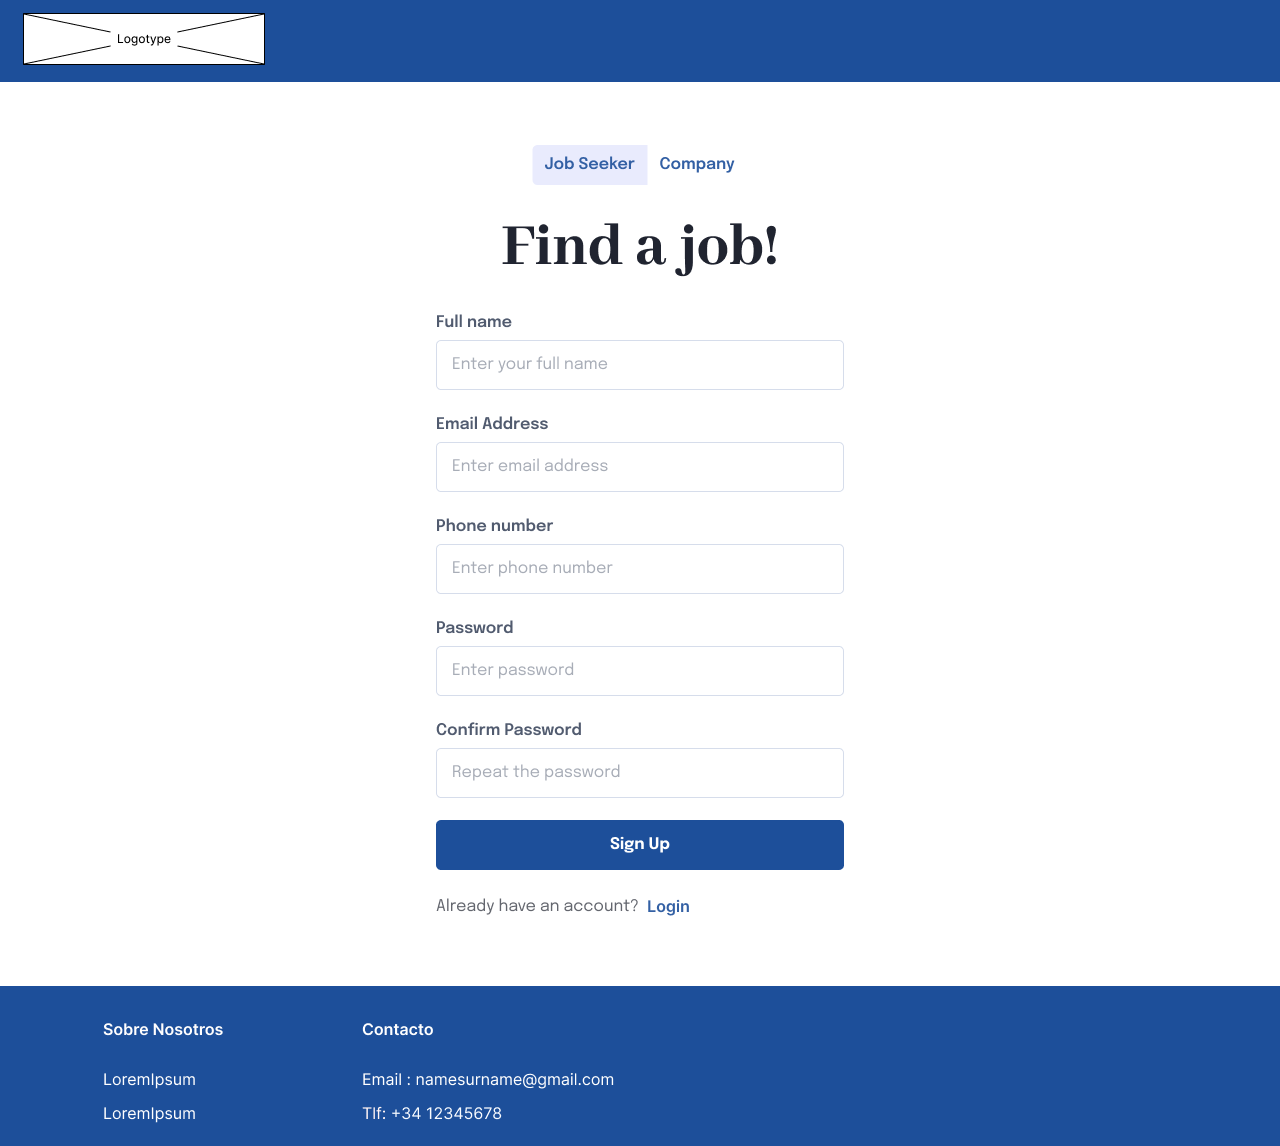 Logotype
Job Seeker Company
Find a job!
Full name
Enter your full name
Email Address
Enter email address
Phone number
Enter phone number
Password
Enter password
Confirm Password
Repeat the password
Sign Up
Already have an account? Login
Sobre Nosotros
LoremIpsum
LoremIpsum
Contacto
Email : namesurname@gmail.com
Tlf: +34 12345678